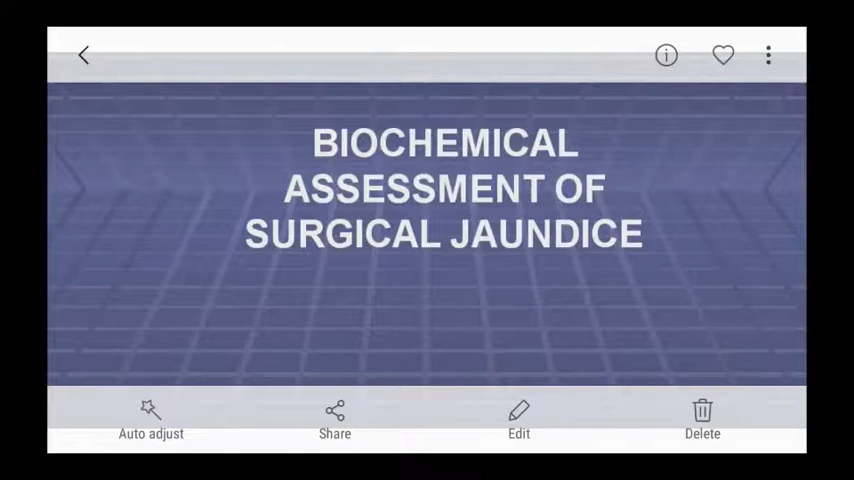 BIOCHEMICAL
ASSESSMENT OF
SURGICAL JAUNDICE
Auto adjust
Share
Edit
Delete